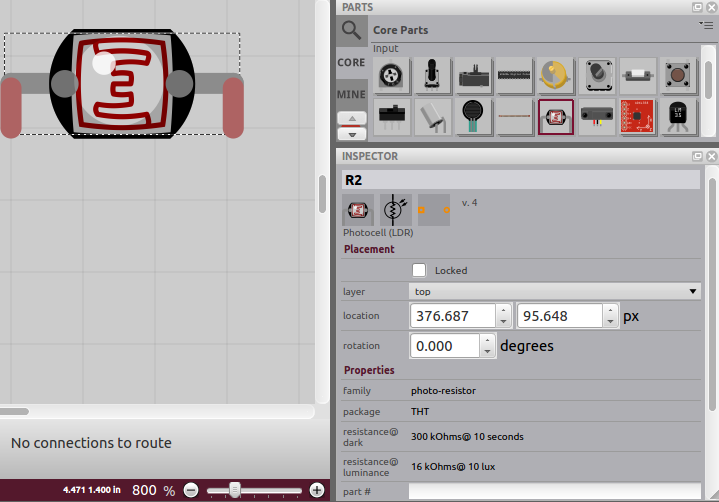 PARTS
Core Parts
Input
CORE
MINE
LM
35
INSPECTOR
R2
v. 4
Photocell (LDR)
Placement
Locked
layer
top
location
376.687
95.648
px
rotation
0.000
degrees
Properties
family
photo-resistor
package
THT
resistance@
dark
300 kOhms@ 10 seconds
resistance@
luminance
16 kOhms@ 10 lux
part #
No connections to route
4.471 1.400 in
800 %